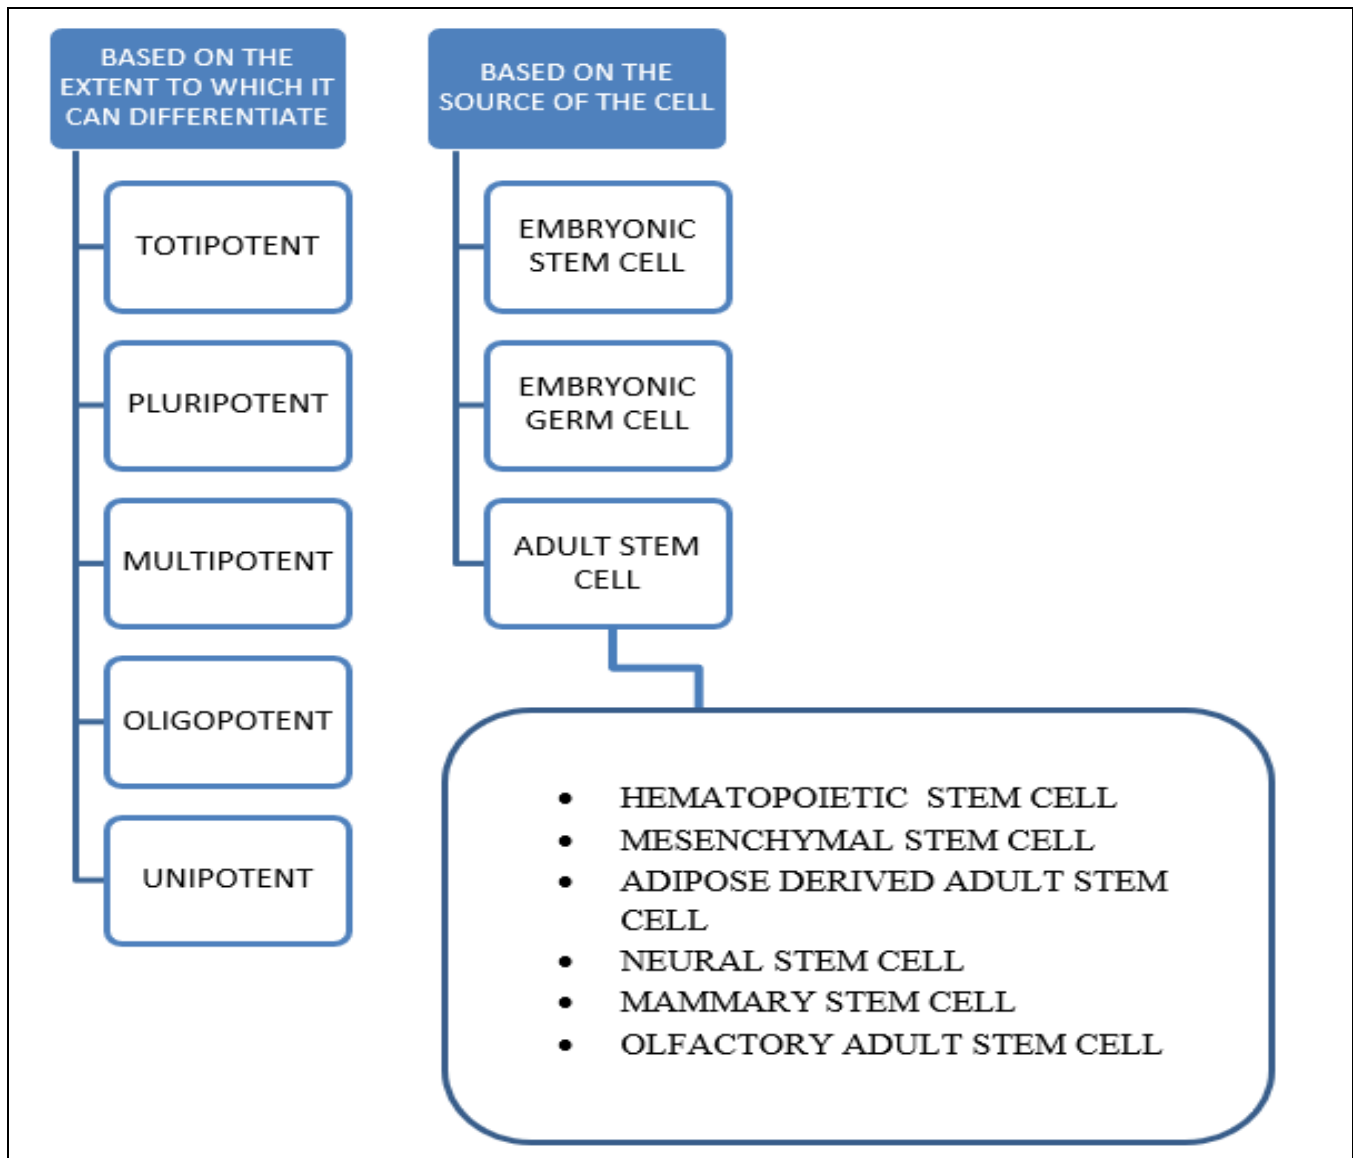 BASED ON THE
EXTENT TO WHICH IT
CAN DIFFERENTIATE
TOTIPOTENT
PLURIPOTENT
MULTIPOTENT
OLIGOPOTENT
UNIPOTENT
BASED ON THE
SOURCE OF THE CELL
EMBRYONIC
STEM CELL
EMBRYONIC
GERM CELL
ADULT STEM
CELL
• HEMATOPOIETIC  STEM CELL
• MESENCHYMAL STEM CELL
• ADIPOSE DERIVED ADULT STEM
CELL
• NEURAL STEM CELL
• MAMMARY STEM CELL
• OLFACTORY ADULT STEM CELL